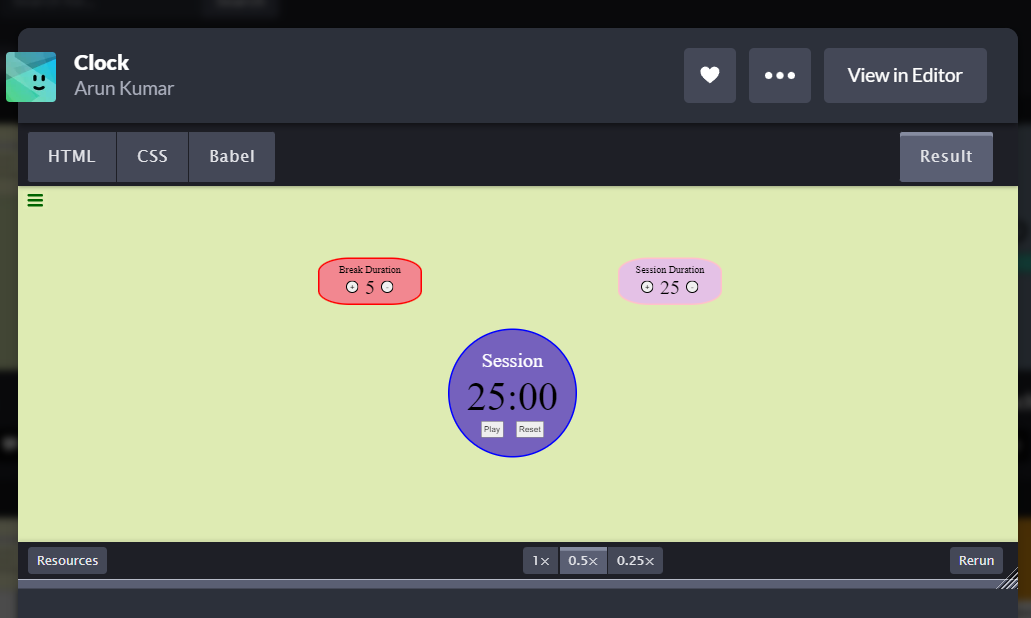 Clock
Arun Kumar
View in Editor
HTML CSS Babel Result
Break Duration
+ 5 -
Session Duration
+ 25 -
Session
25:00
Play Reset
Resources 1× 0.5× 0.25× Rerun